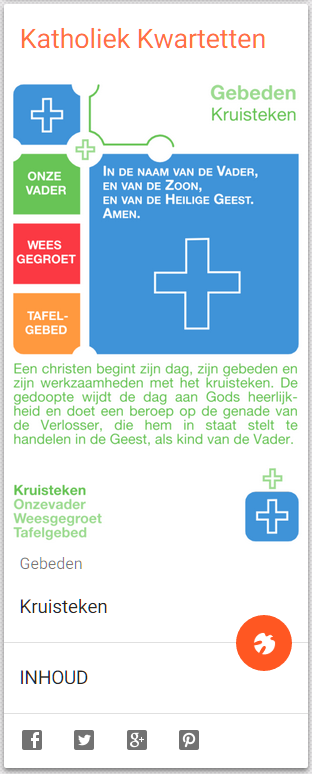 Katholiek Kwartetten
Gebeden
Kruisteken
ONZE
VADER
WEES
GEGROET
TAFEL-
GEBED
In de naam van de Vader,
en van de Zoon,
en van de Heilige Geest.
Amen.
Een christen begint zijn dag, zijn gebeden en
zijn werkzaamheden met het kruisteken. De
gedoopte wijdt de dag aan Gods heerlijk-
heid en doet een beroep op de genade van
de Verlosser, die hem in staat stelt te
handelen in de Geest, als kind van de Vader.
Kruisteken
Onzevader
Weesgegroet
Tafelgebed
Gebeden
Kruisteken
INHOUD